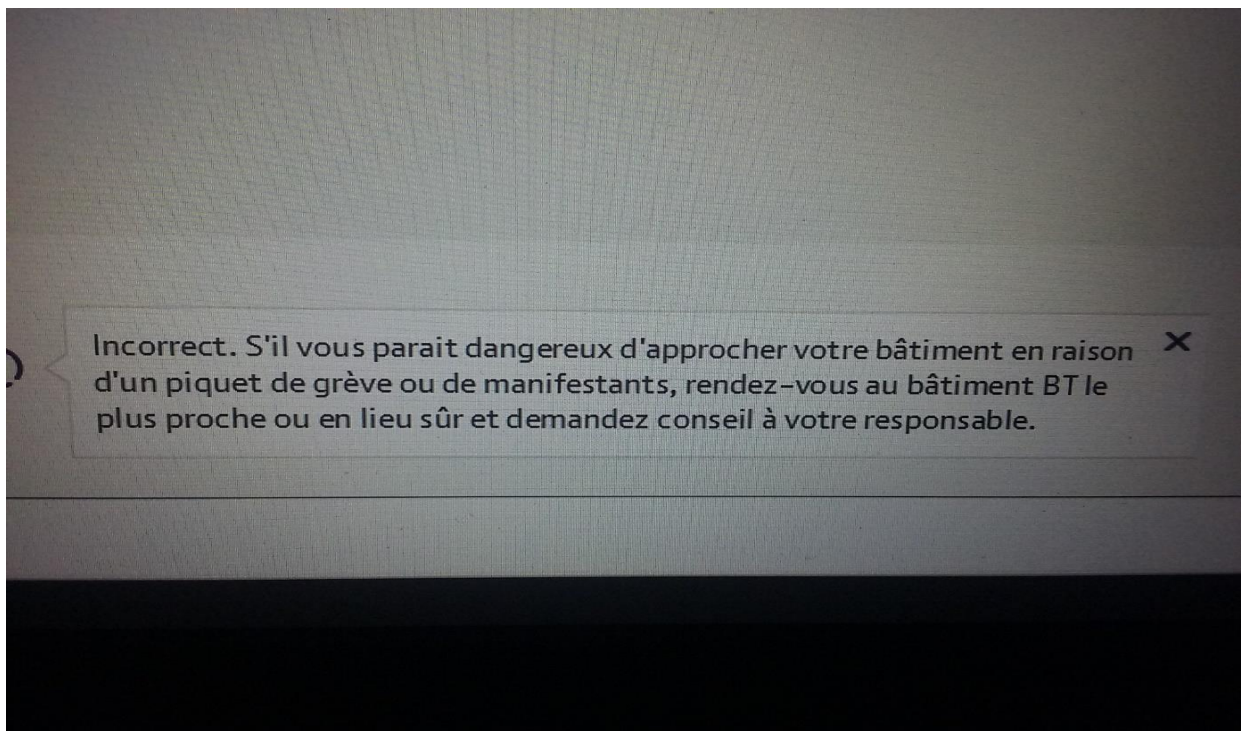 Incorrect. S'il vous parait dangereux d'approcher votre bâtiment en raison
d'un piquet de grève ou de manifestants, rendez-vous au bâtiment BT le
plus proche ou en lieu sûr et demandez conseil à votre responsable.